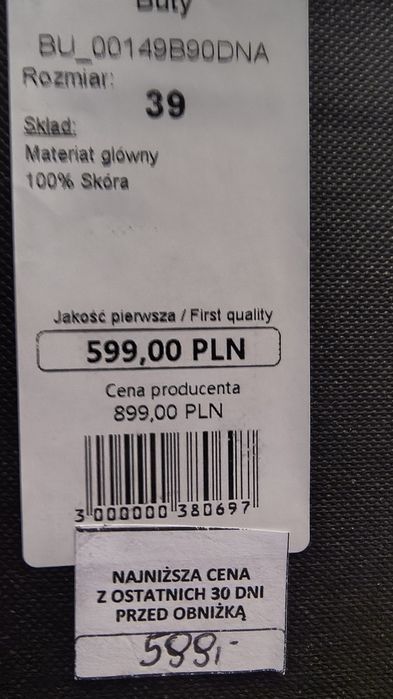 Buty
BU_00149B90DNA
Rozmiar:
39
Skład:
Materiał główny
100% Skóra
Jakość pierwsza / First quality
599,00 PLN
Cena producenta
899,00 PLN
3 000000 380697
NAJNIŻSZA CENA
Z OSTATNICH 30 DNI
PRZED OBNIŻKĄ
599,-